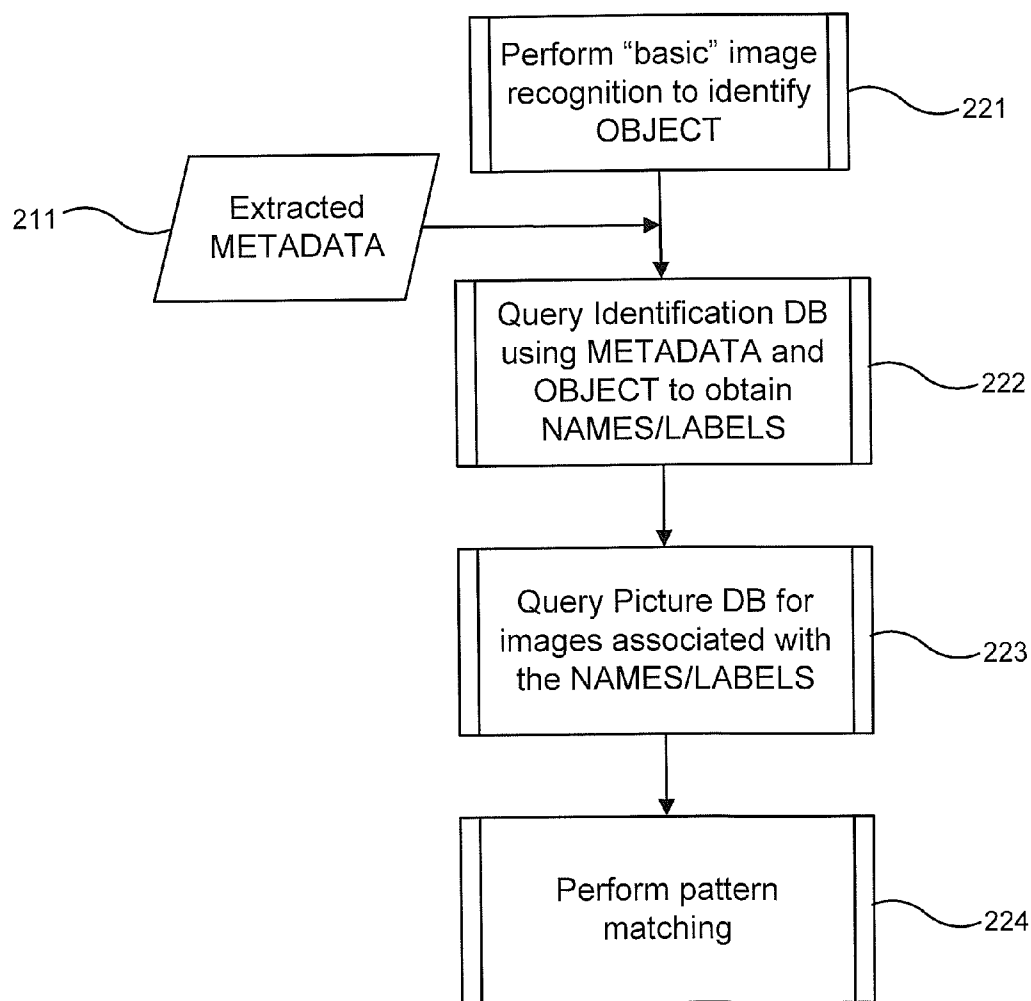 Perform “basic” image
recognition to identify
OBJECT
221
211
Extracted
METADATA
Query Identification DB
using METADATA and
OBJECT to obtain
NAMES/LABELS
222
Query Picture DB for
images associated with
the NAMES/LABELS
223
Perform pattern
matching
224